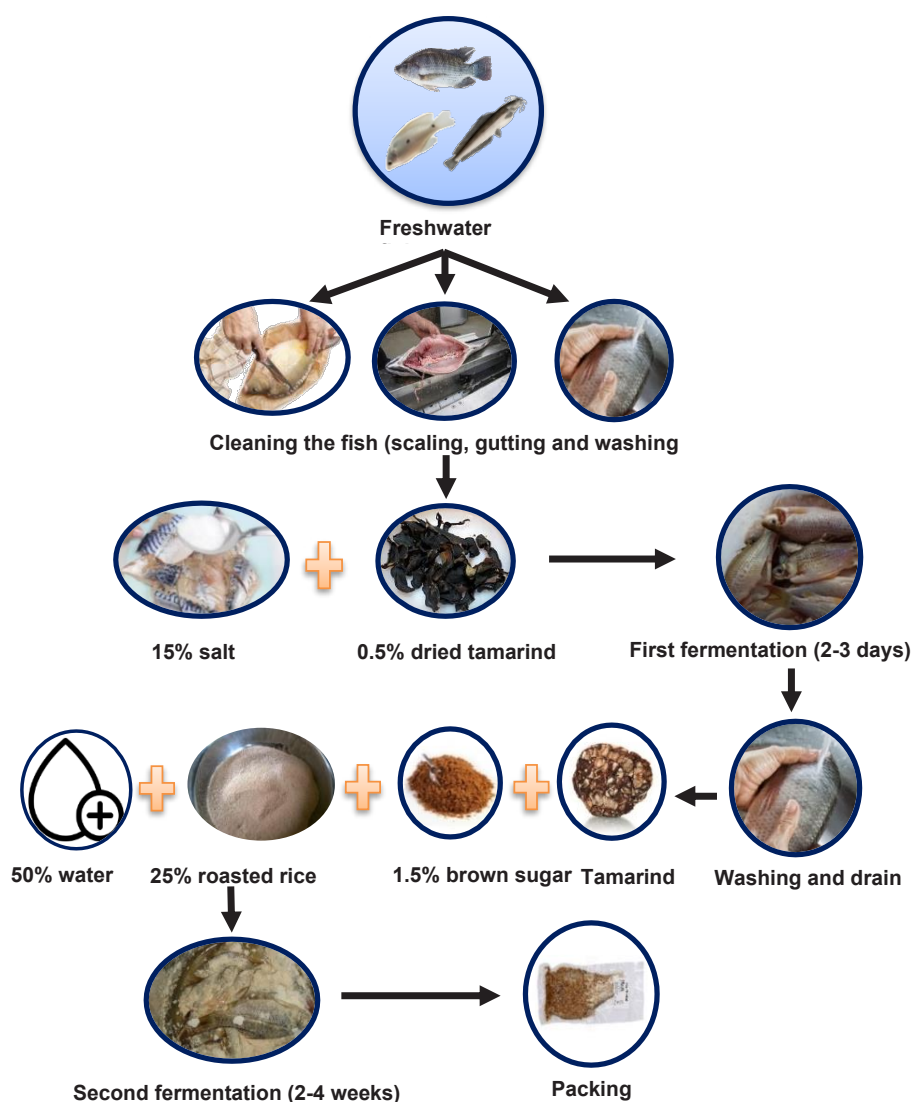 Freshwater
Cleaning the fish (scaling, gutting and washing
15% salt
0.5% dried tamarind
First fermentation (2-3 days)
50% water
25% roasted rice
1.5% brown sugar
Tamarind
Washing and drain
Second fermentation (2-4 weeks)
Packing